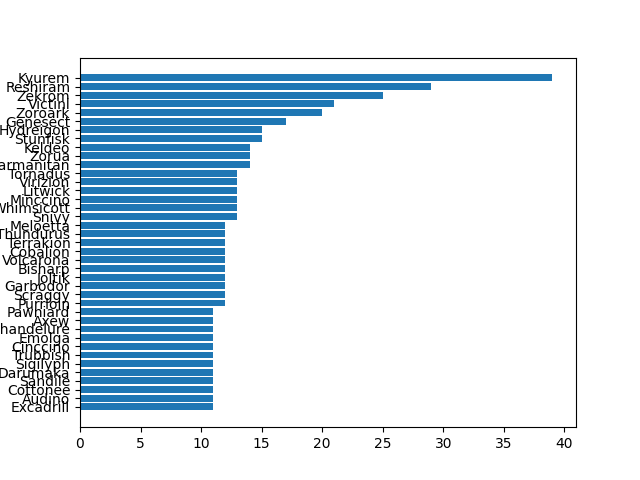 Kyurem
Reshiram
Zekrom
Victini
Zoroark
Genesect
Hydreigon
Stunfisk
Keldeo
Zorua
armanitan
Tornadus
Virizion
Litwick
Minccino
Whimsicott
Snivy
Meloetta
Thundurus
Terrakion
Cobalion
Volcarona
Bisharp
Joltik
Garbodor
Scraggy
Purrloin
Pawniard
Axew
handelure
Emolga
Cinccino
Trubbish
Sigilyph
Darumaka
Sandile
Cottonee
Audino
Excadrill
0 5 10 15 20 25 30 35 40